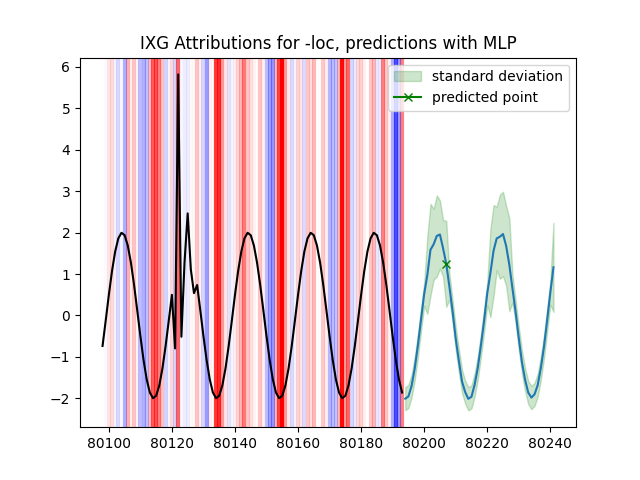 IXG Attributions for -loc, predictions with MLP
standard deviation
predicted point
6
5
4
3
2
1
0
−1
−2
80100 80120 80140 80160 80180 80200 80220 80240